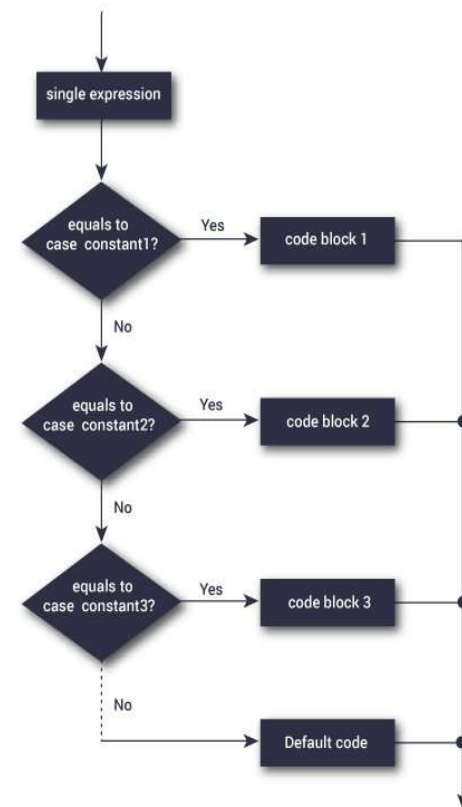 single expression
equals to
case constant1?
Yes
code block 1
No
equals to
case constant2?
Yes
code block 2
No
equals to
case constant3?
Yes
code block 3
No
Default code